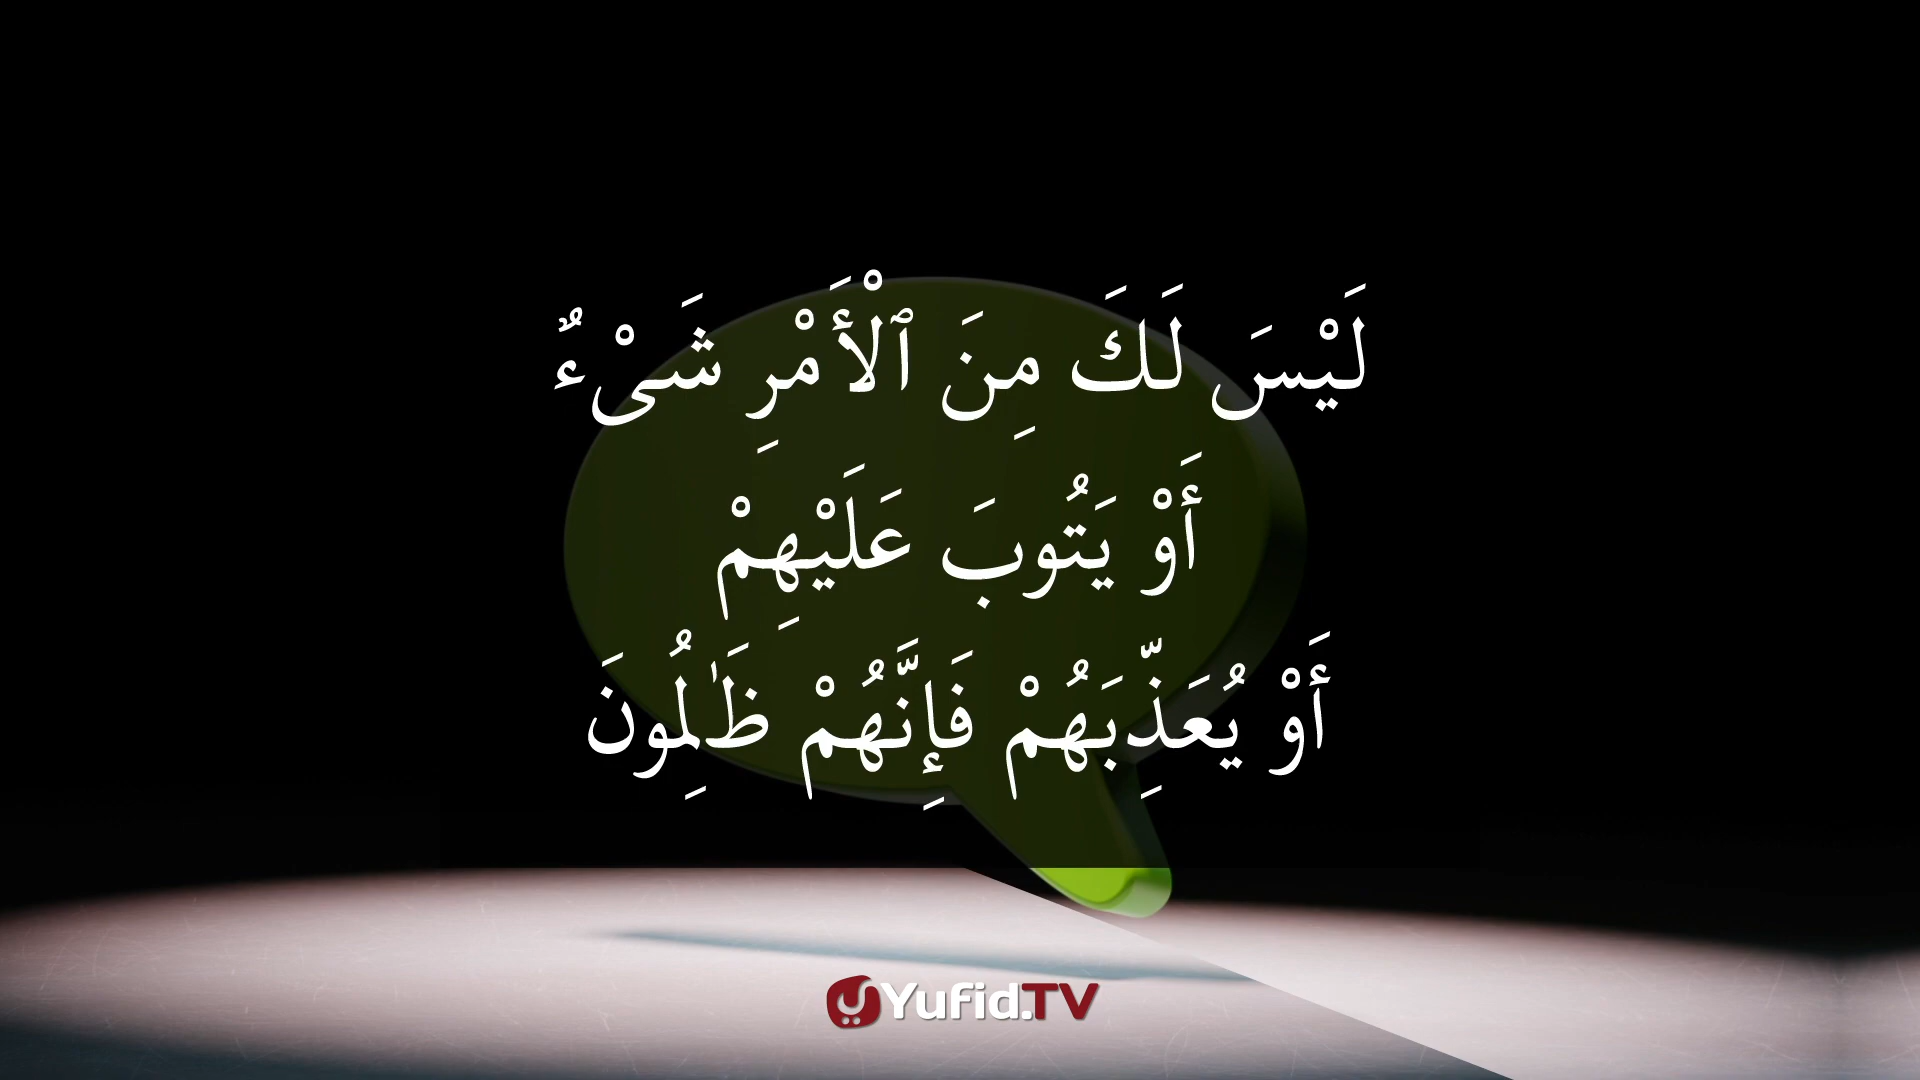 لَيْسَ لَكَ مِنَ ٱلْأَمْرِ شَىْءٌ
أَوْ يَتُوبَ عَلَيْهِمْ
أَوْ يُعَذِّبَهُمْ فَإِنَّهُمْ ظَٰلِمُونَ
Yufid.TV